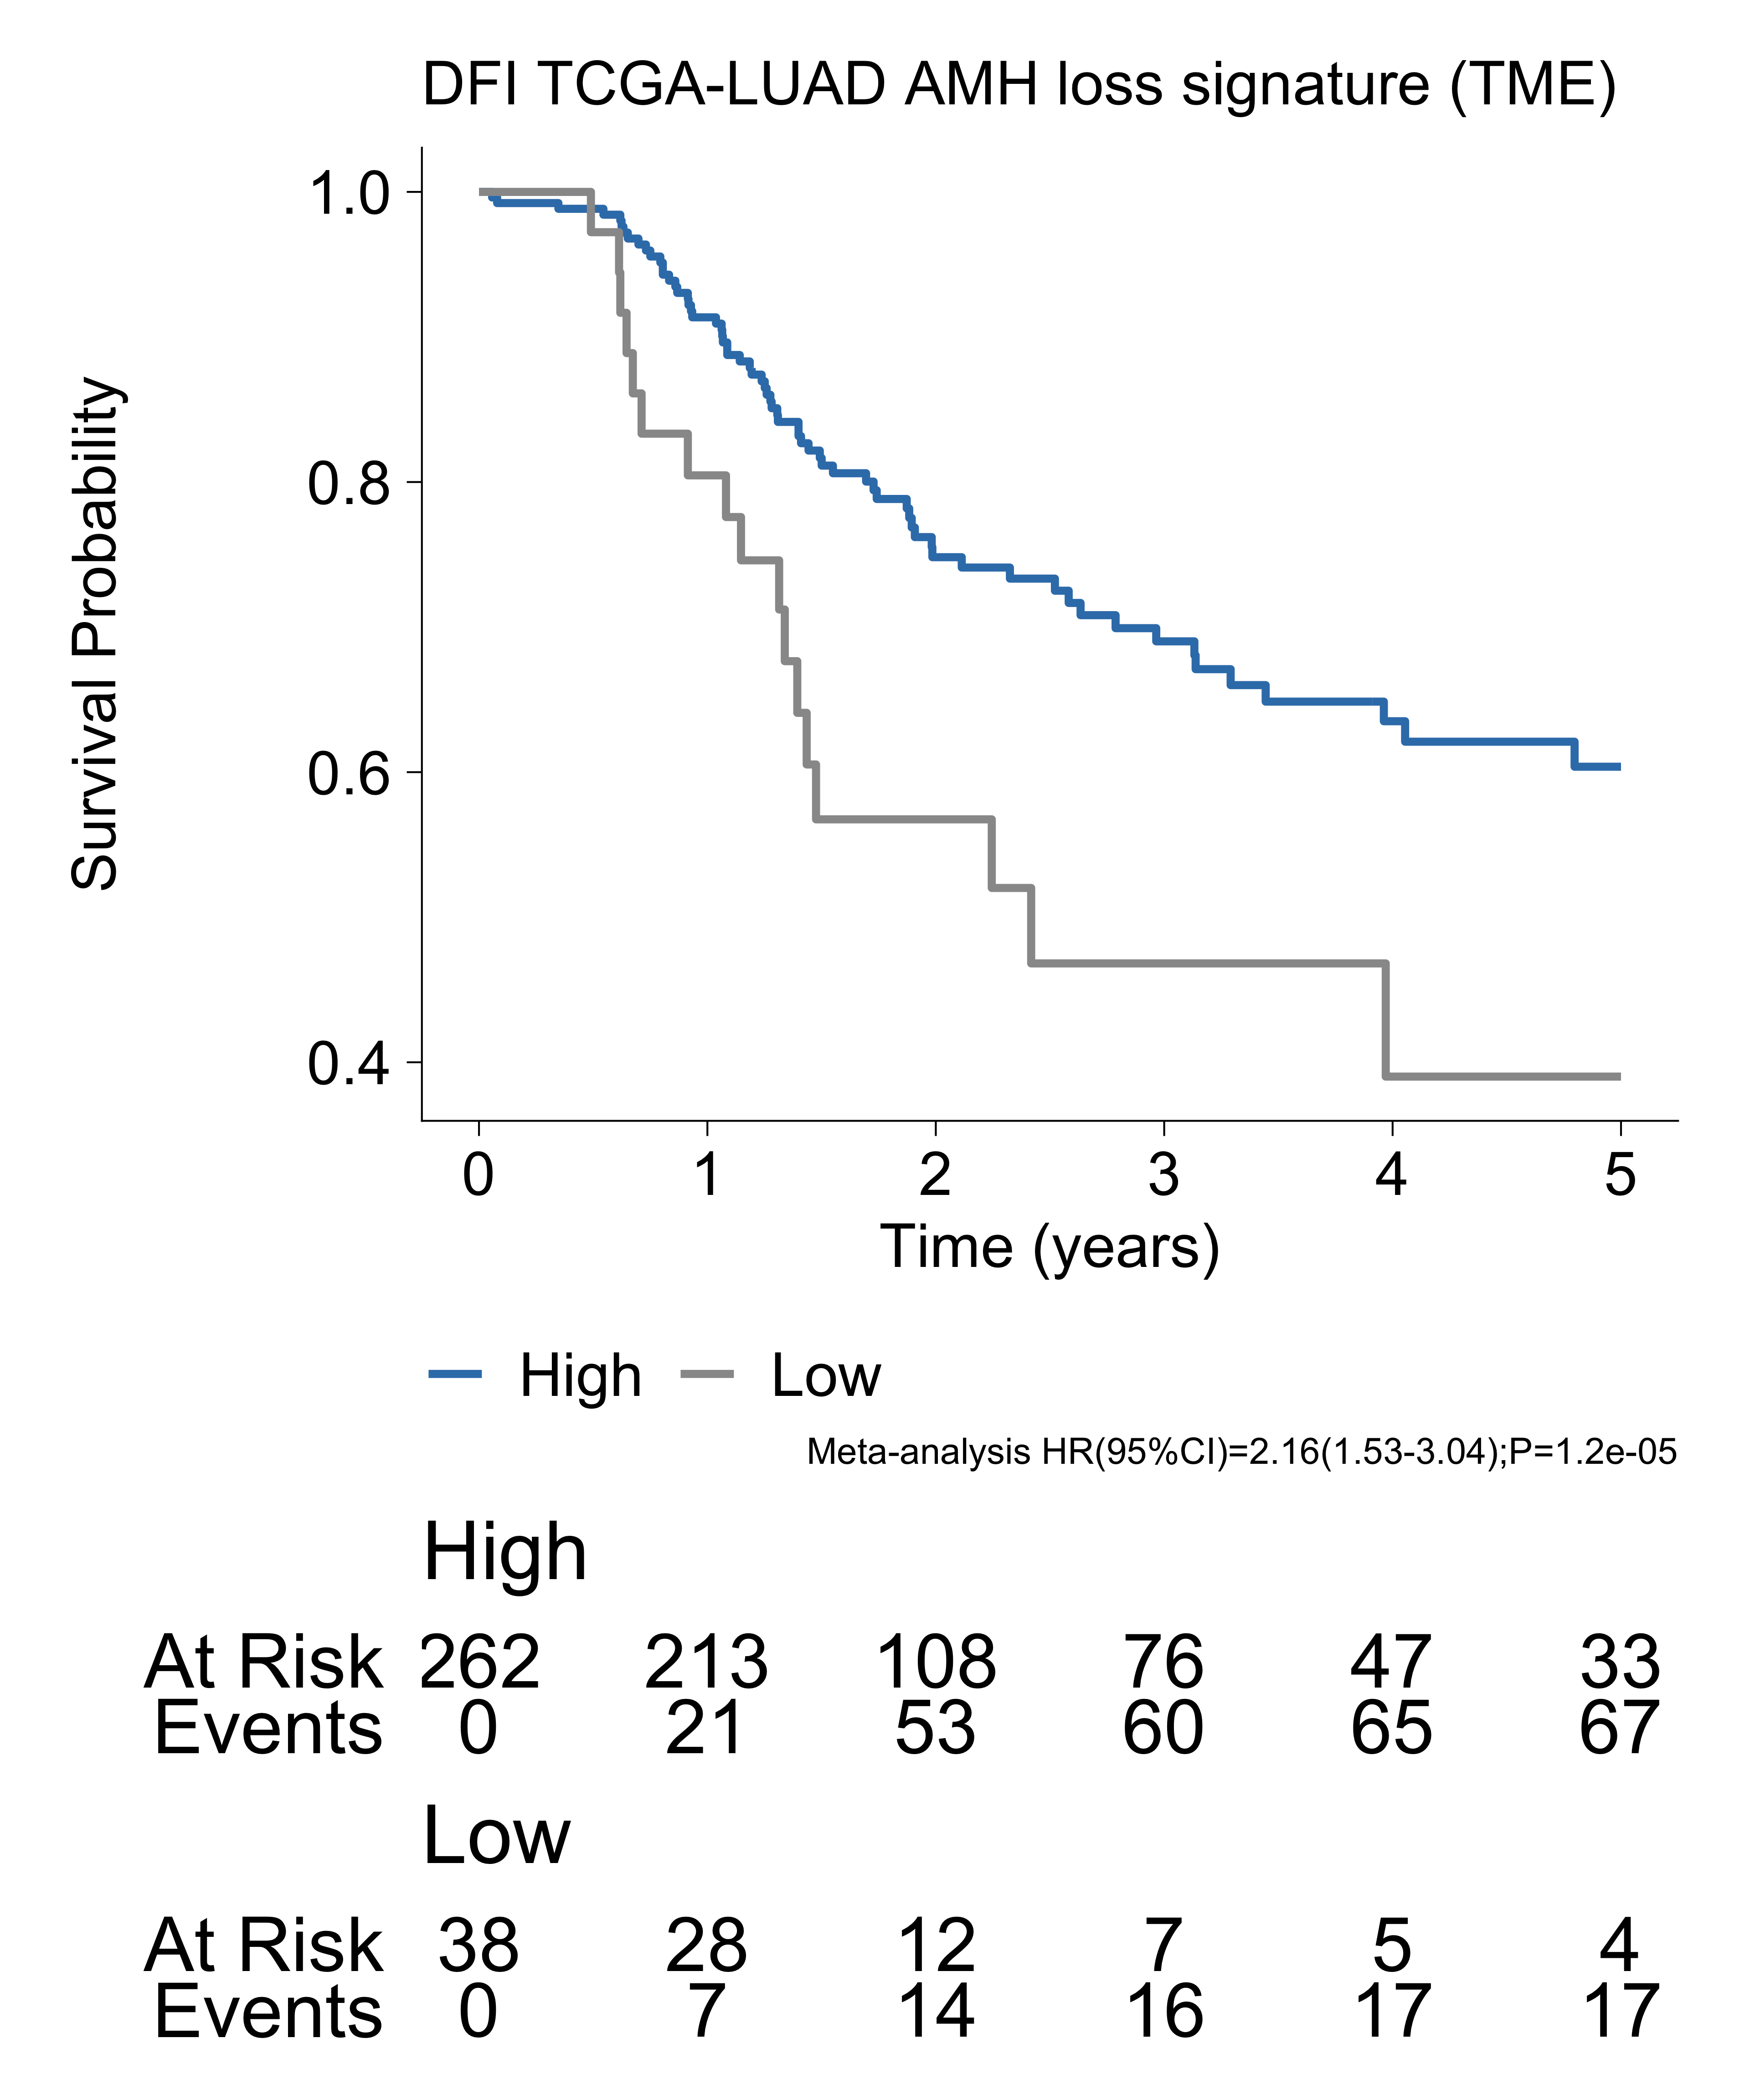 DFI TCGA-LUAD AMH loss signature (TME)
1.0
0.8
0.6
0.4
Survival Probability
0 1 2 3 4 5
Time (years)
High Low
Meta-analysis HR(95%CI)=2.16(1.53-3.04);P=1.2e-05
High
At Risk 262 213 108 76 47 33
Events 0 21 53 60 65 67
Low
At Risk 38 28 12 7 5 4
Events 0 7 14 16 17 17